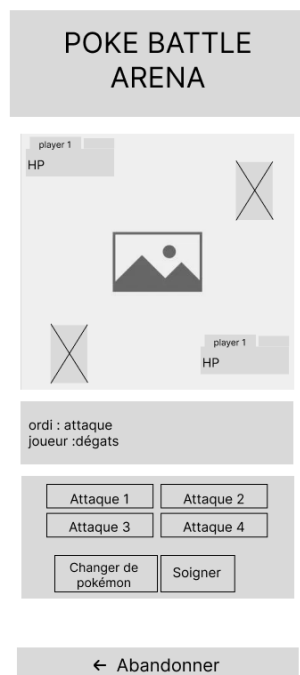 POKE BATTLE
ARENA
player 1
HP
player 1
HP
ordi : attaque
joueur :dégats
Attaque 1
Attaque 2
Attaque 3
Attaque 4
Changer de
pokémon
Soigner
← Abandonner